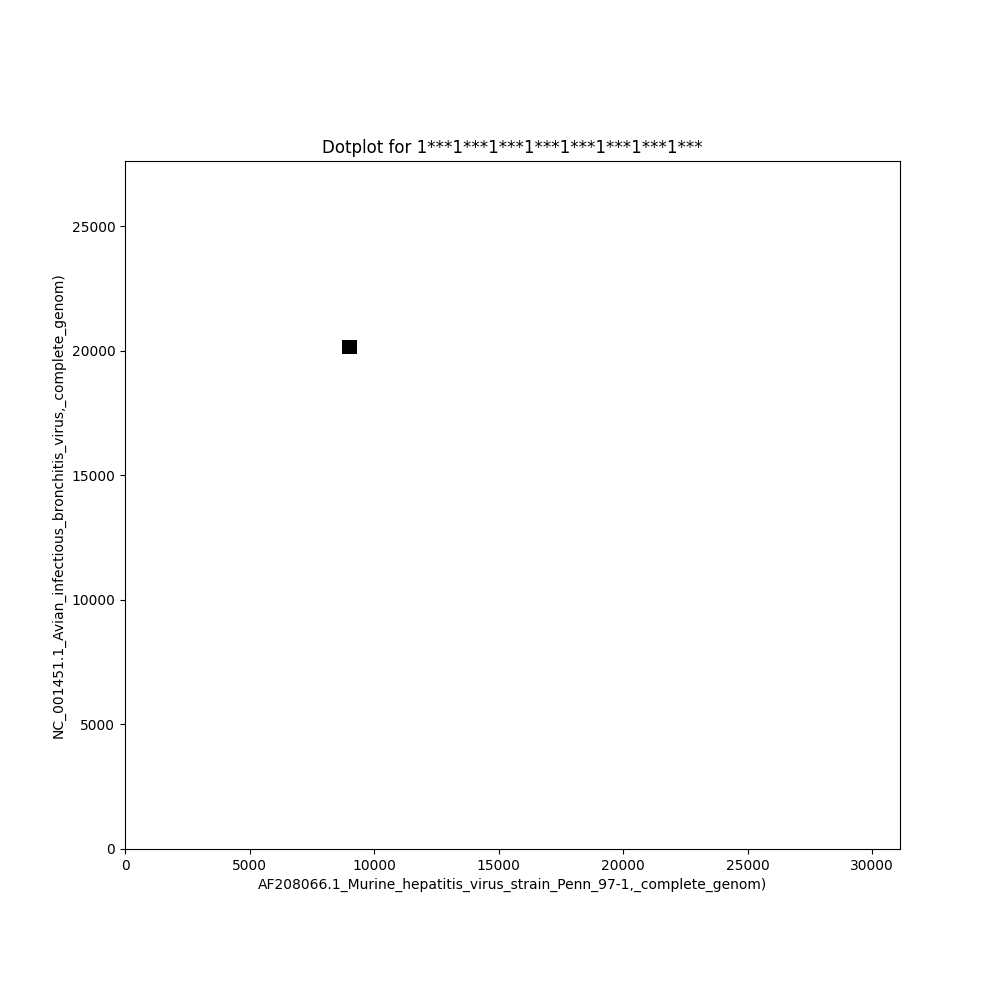 Dotplot for 1***1***1***1***1***1***1***1***
25000
20000
15000
10000
5000
0
NC_001451.1_Avian_infectious_bronchitis_virus,_complete_genom)
0 5000 10000 15000 20000 25000 30000
AF208066.1_Murine_hepatitis_virus_strain_Penn_97-1,_complete_genom)